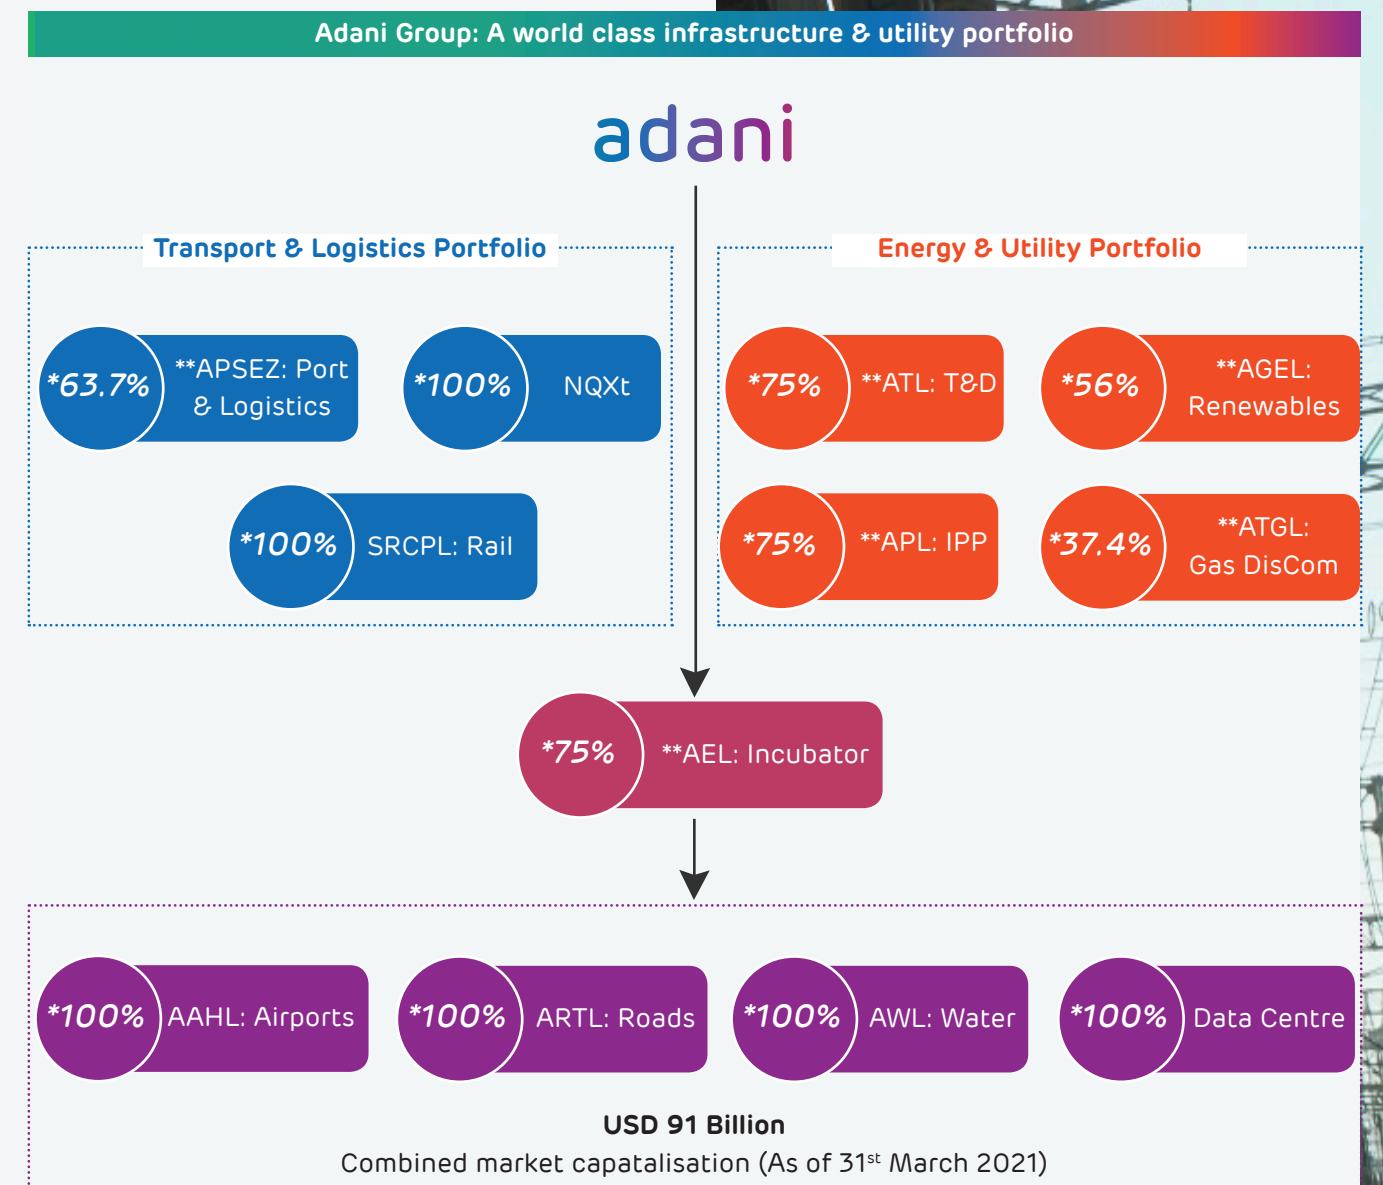 Adani Group: A world class infrastructure & utility portfolio
adani
Transport & Logistics Portfolio
*63.7%
**APSEZ: Port
& Logistics
*100%
NQXt
*100%
SRCPL: Rail
Energy & Utility Portfolio
*75%
**ATL: T&D
*56%
**AGEL:
Renewables
*75%
**APL: IPP
*37.4%
**ATGL:
Gas DisCom
*75%
**AEL: Incubator
*100%
AAHL: Airports
*100%
ARTL: Roads
*100%
AWL: Water
*100%
Data Centre
USD 91 Billion
Combined market capatalisation (As of 31st March 2021)